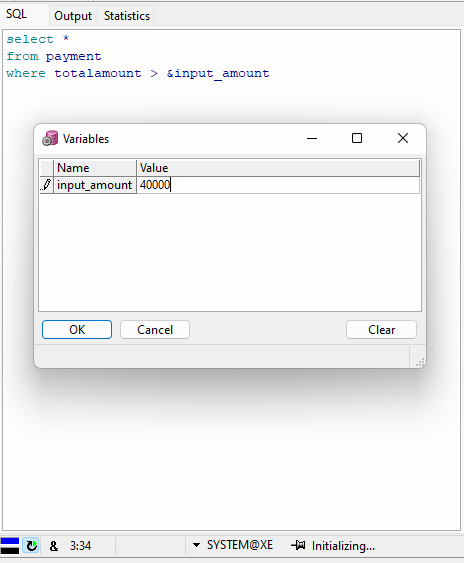 SQL Output Statistics
select *
from payment
where totalamount > &input_amount
Variables
Name Value
input_amount 40000
OK Cancel Clear
& 3:34 SYSTEM@XE Initializing...